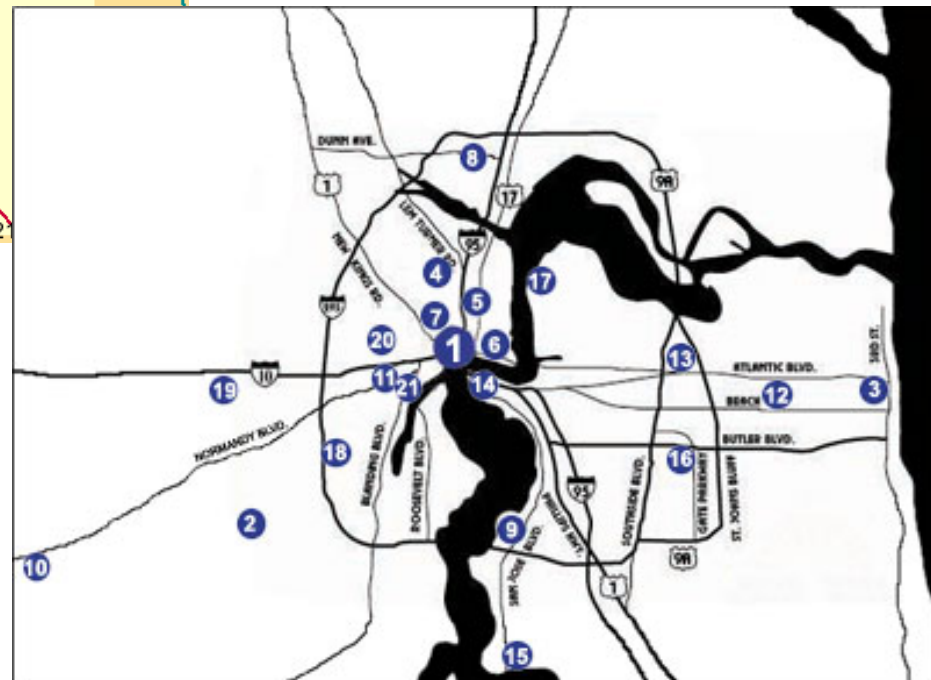 DUNN AVE.
8
1
9A
17
LEM TURNER RD.
21
NEW KINGS RD.
95
4
17
5
7
3RD ST.
20
1
6
13
ATLANTIC BLVD.
10
11
21
14
12
3
19
BEACH
NORMANDY BLVD.
BUTLER BLVD.
18
16
BLANDING BLVD.
ROOSEVELT BLVD.
95
SOUTHSIDE BLVD.
GATE PARKWAY
ST. JOHNS BLUFF
2
9
PHILLIPS HWY.
SAN JOSE BLVD.
9A
10
1
15